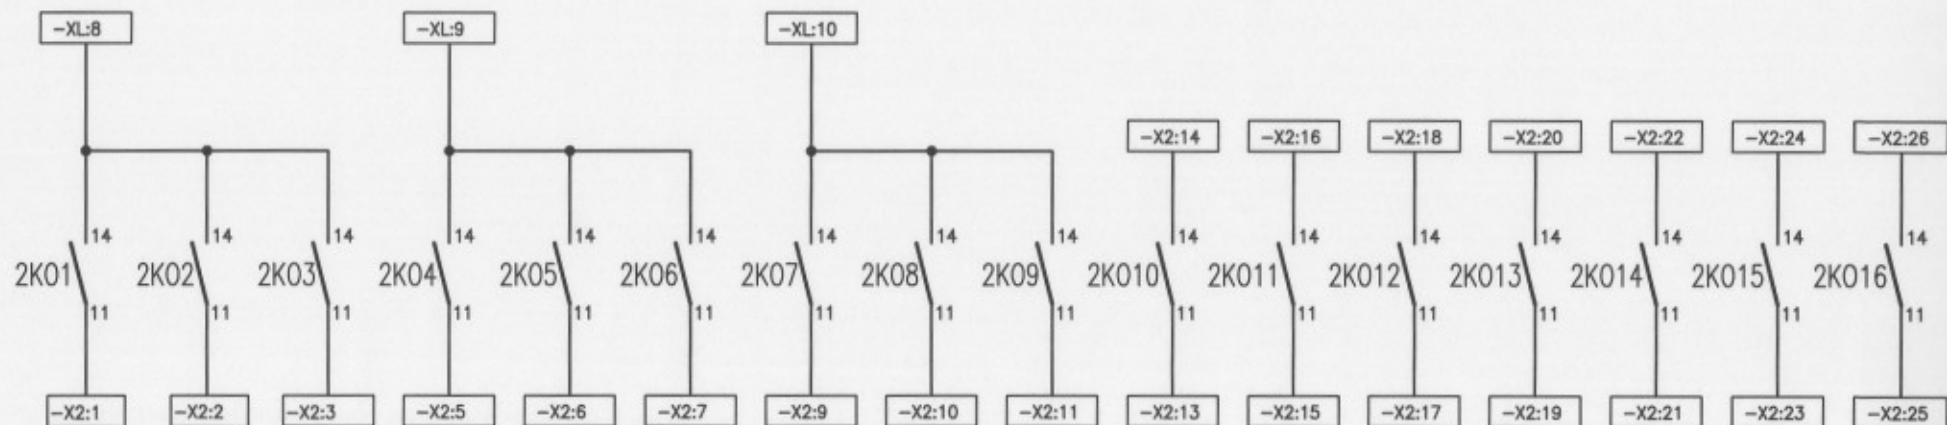 -XL:8 -XL:9 -XL:10
-X2:14 -X2:16 -X2:18 -X2:20 -X2:22 -X2:24 -X2:26
14 14 14 14 14 14 14 14 14 14 14 14 14 14 14 14
2K01 2K02 2K03 2K04 2K05 2K06 2K07 2K08 2K09 2K010 2K011 2K012 2K013 2K014 2K015 2K016
11 11 11 11 11 11 11 11 11 11 11 11 11 11 11 11
-X2:1 -X2:2 -X2:3 -X2:5 -X2:6 -X2:7 -X2:9 -X2:10 -X2:11 -X2:13 -X2:15 -X2:17 -X2:19 -X2:21 -X2:23 -X2:25